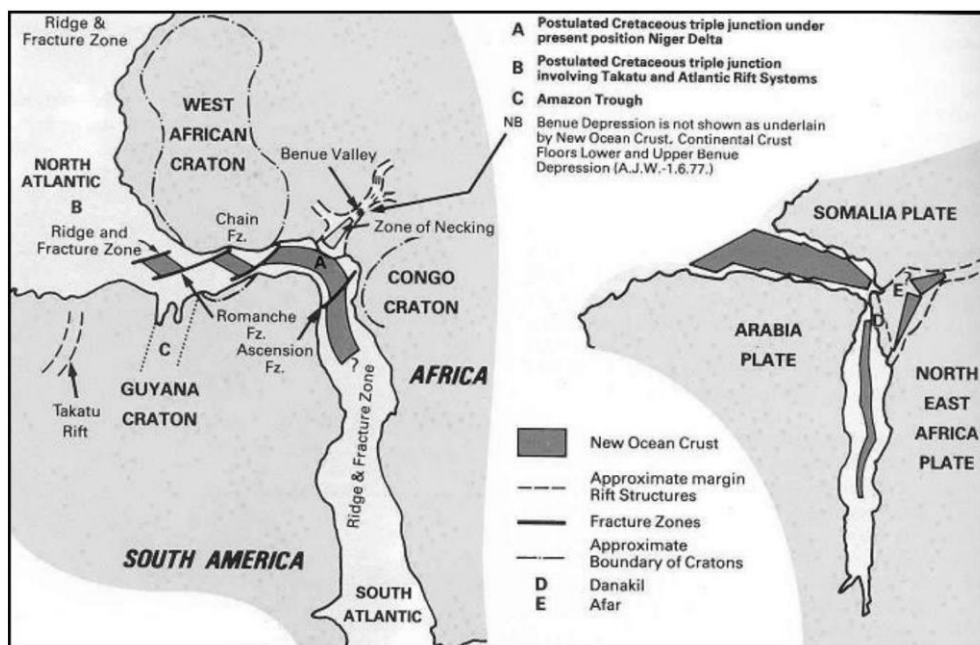 Ridge &
Fracture Zone
WEST
AFRICAN
CRATON
NORTH
ATLANTIC
B
Ridge and
Fracture Zone
Chain
Fz.
Benue Valley
Zone of Necking
A
CONGO
CRATON
Romanche
Fz.
Ascension
Fz.
C
GUYANA
CRATON
Takatu
Rift
AFRICA
?
Ridge & Fracture Zone
SOUTH AMERICA
SOUTH
ATLANTIC
A Postulated Cretaceous triple junction under
present position Niger Delta
B Postulated Cretaceous triple junction
involving Takatu and Atlantic Rift Systems
C Amazon Trough
NB Benue Depression is not shown as underlain
by New Ocean Crust. Continental Crust
Floors Lower and Upper Benue
Depression (A.J.W.-1.6.77.)
SOMALIA PLATE
E
D
ARABIA
PLATE
NORTH
EAST
AFRICA
PLATE
New Ocean Crust
Approximate margin
Rift Structures
Fracture Zones
Approximate
Boundary of Cratons
D Danakil
E Afar